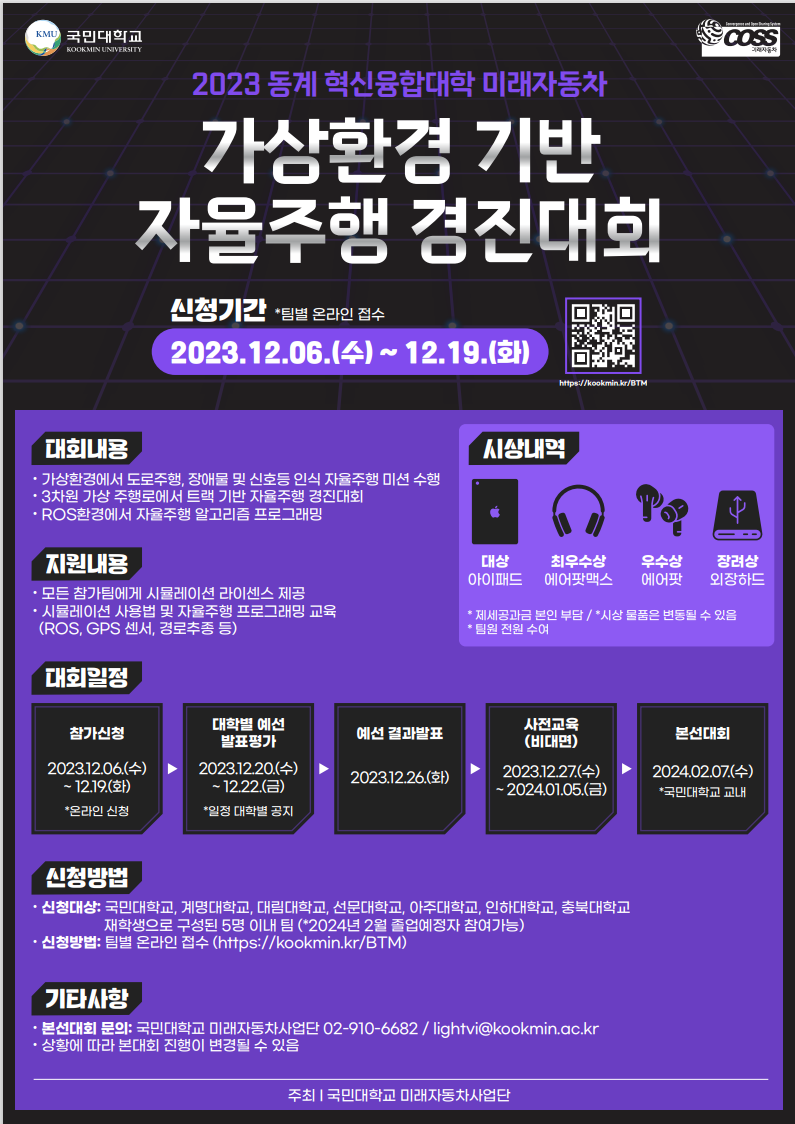 KMU 국민대학교
KOOKMIN UNIVERSITY
Convergence and Open Sharing System
COSS
미래자동차
2023 동계 혁신융합대학 미래자동차
가상환경 기반
자율주행 경진대회
신청기간 *팀별 온라인 접수
2023.12.06.(수) ~ 12.19.(화)
https://kookmin.kr/BTM
대회내용
· 가상환경에서 도로주행, 장애물 및 신호등 인식 자율주행 미션 수행
· 3차원 가상 주행로에서 트랙 기반 자율주행 경진대회
· ROS환경에서 자율주행 알고리즘 프로그래밍
지원내용
· 모든 참가팀에게 시뮬레이션 라이센스 제공
· 시뮬레이션 사용법 및 자율주행 프로그래밍 교육
(ROS, GPS 센서, 경로추종 등)
시상내역
대상
아이패드
최우수상
에어팟맥스
우수상
에어팟
장려상
외장하드
* 제세공과금 본인 부담 / *시상 물품은 변동될 수 있음
* 팀원 전원 수여
대회일정
참가신청
2023.12.06.(수)
~ 12.19.(화)
*온라인 신청
대학별 예선
발표평가
2023.12.20.(수)
~ 12.22.(금)
*일정 대학별 공지
예선 결과발표
2023.12.26.(화)
사전교육
(비대면)
2023.12.27.(수)
~ 2024.01.05.(금)
본선대회
2024.02.07.(수)
*국민대학교 교내
신청방법
· 신청대상: 국민대학교, 계명대학교, 대림대학교, 선문대학교, 아주대학교, 인하대학교, 충북대학교
재학생으로 구성된 5명 이내 팀 (*2024년 2월 졸업예정자 참여가능)
· 신청방법: 팀별 온라인 접수 (https://kookmin.kr/BTM)
기타사항
· 본선대회 문의: 국민대학교 미래자동차사업단 02-910-6682 / lightvi@kookmin.ac.kr
· 상황에 따라 본대회 진행이 변경될 수 있음
주최 | 국민대학교 미래자동차사업단